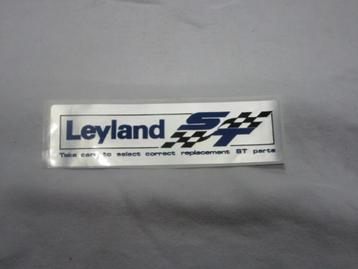 Leyland ST
Take care to select correct replacement ST parts